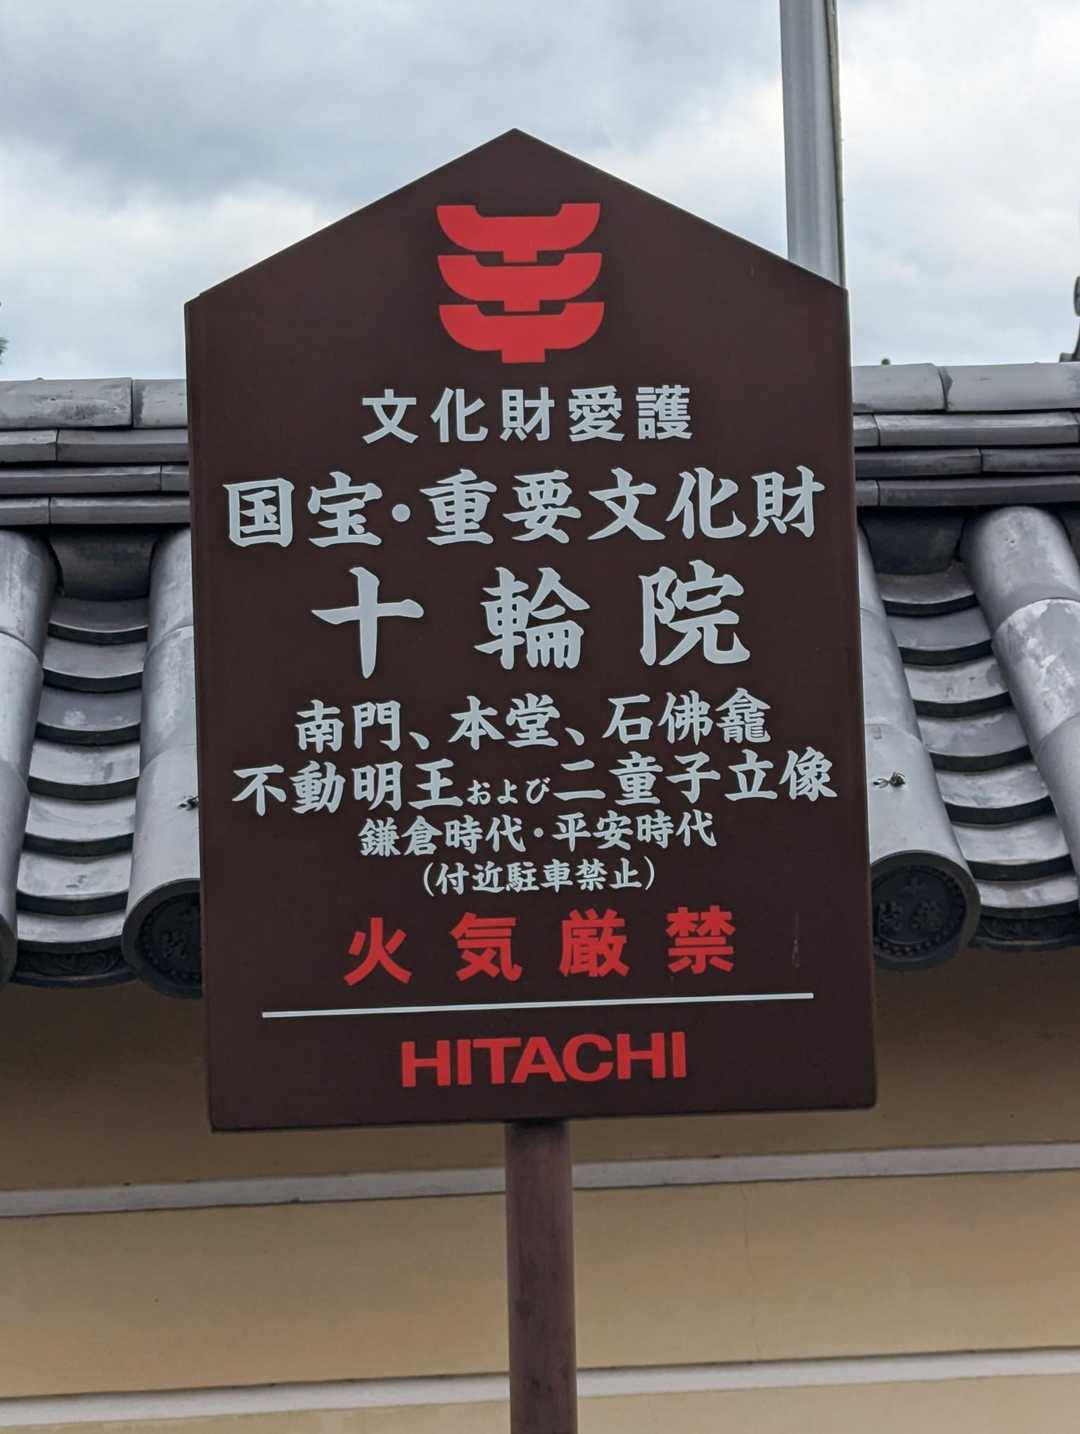 文化財愛護
国宝・重要文化財
十輪院
南門、本堂、石佛龕
不動明王および二童子立像
鎌倉時代・平安時代
(付近駐車禁止)
火気厳禁
HITACHI